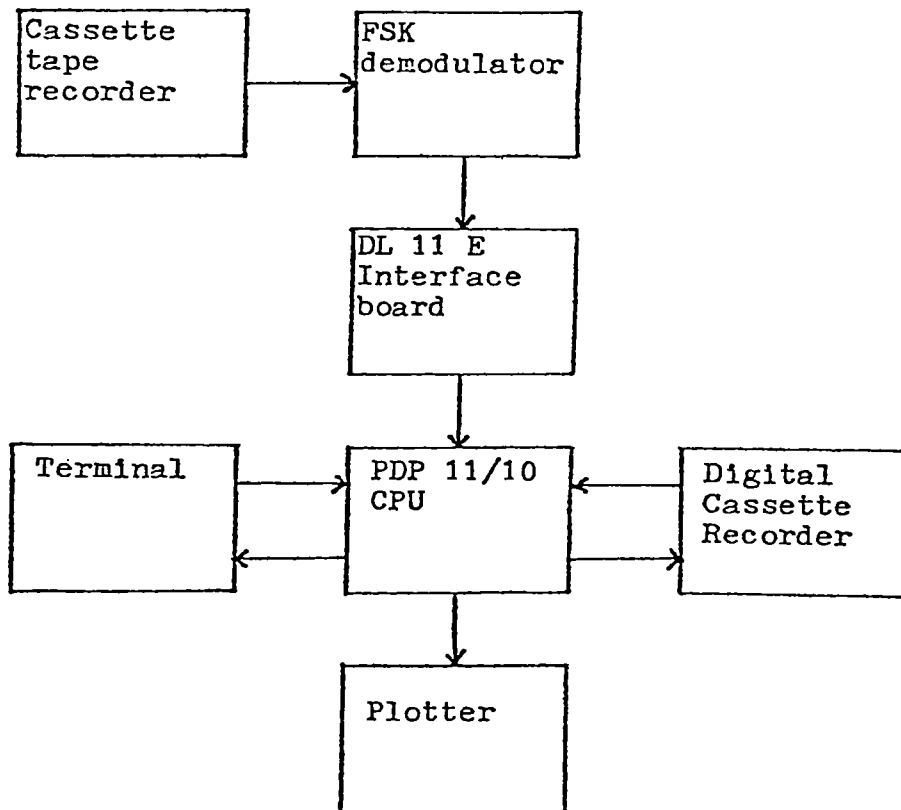 Cassette
tape
recorder
FSK
demodulator
DL 11 E
Interface
board
Terminal
PDP 11/10
CPU
Digital
Cassette
Recorder
Plotter